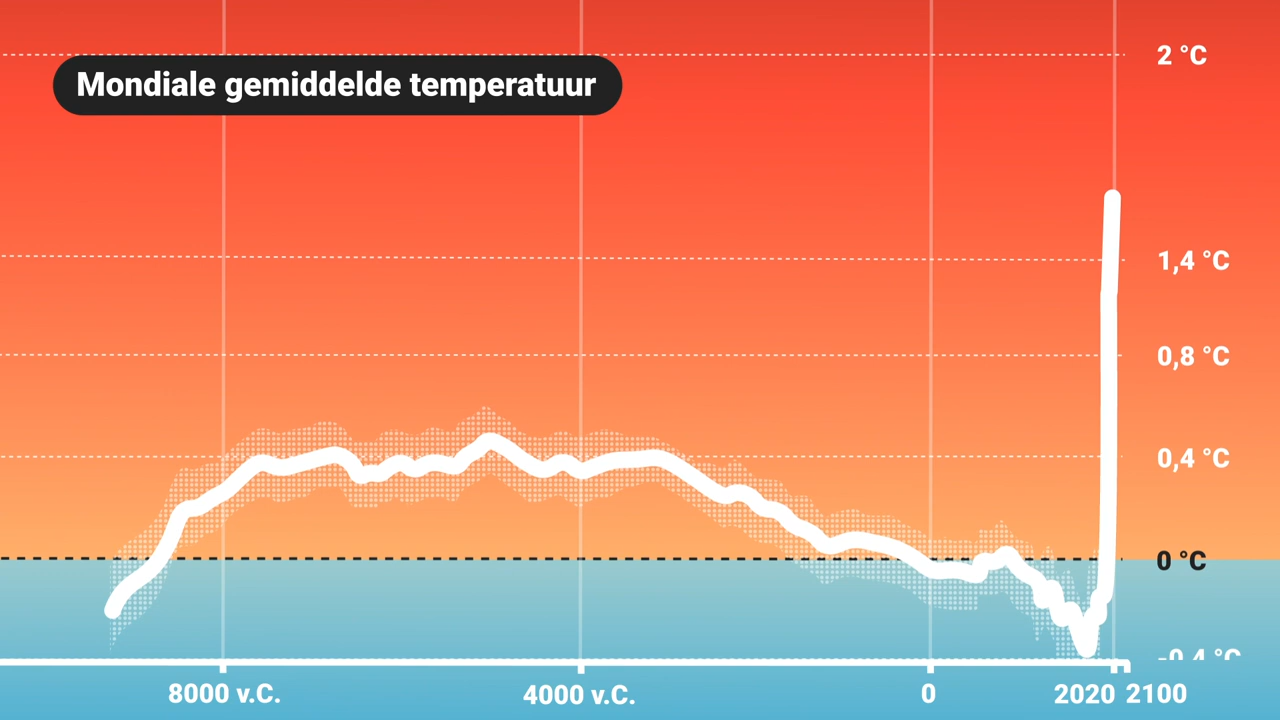 Mondiale gemiddelde temperatuur
2 °C
1,4 °C
0,8 °C
0,4 °C
0 °C
-0,4 °C
8000 v.C. 4000 v.C. 0 2020 2100